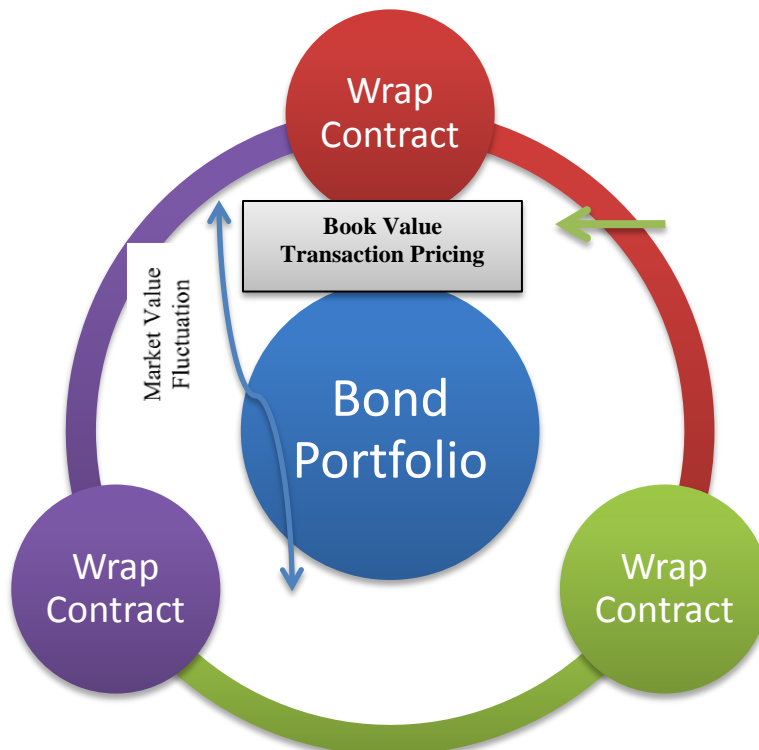 Wrap
Contract
Book Value
Transaction Pricing
Market Value
Fluctuation
Bond
Portfolio
Wrap
Contract
Wrap
Contract